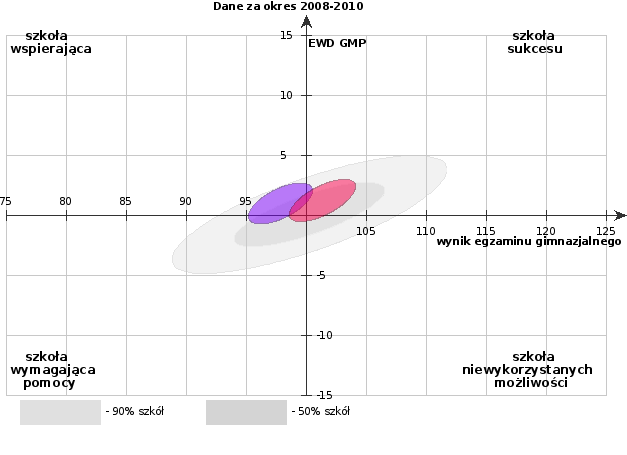 Dane za okres 2008-2010
15
szkoła
wspierająca
EWD GMP
szkoła
sukcesu
10
5
75
80
85
90
95
105
110
115
120
125
wynik egzaminu gimnazjalnego
-5
-10
szkoła
wymagająca
pomocy
szkoła
niewykorzystanych
możliwości
-15
- 90% szkół
- 50% szkół